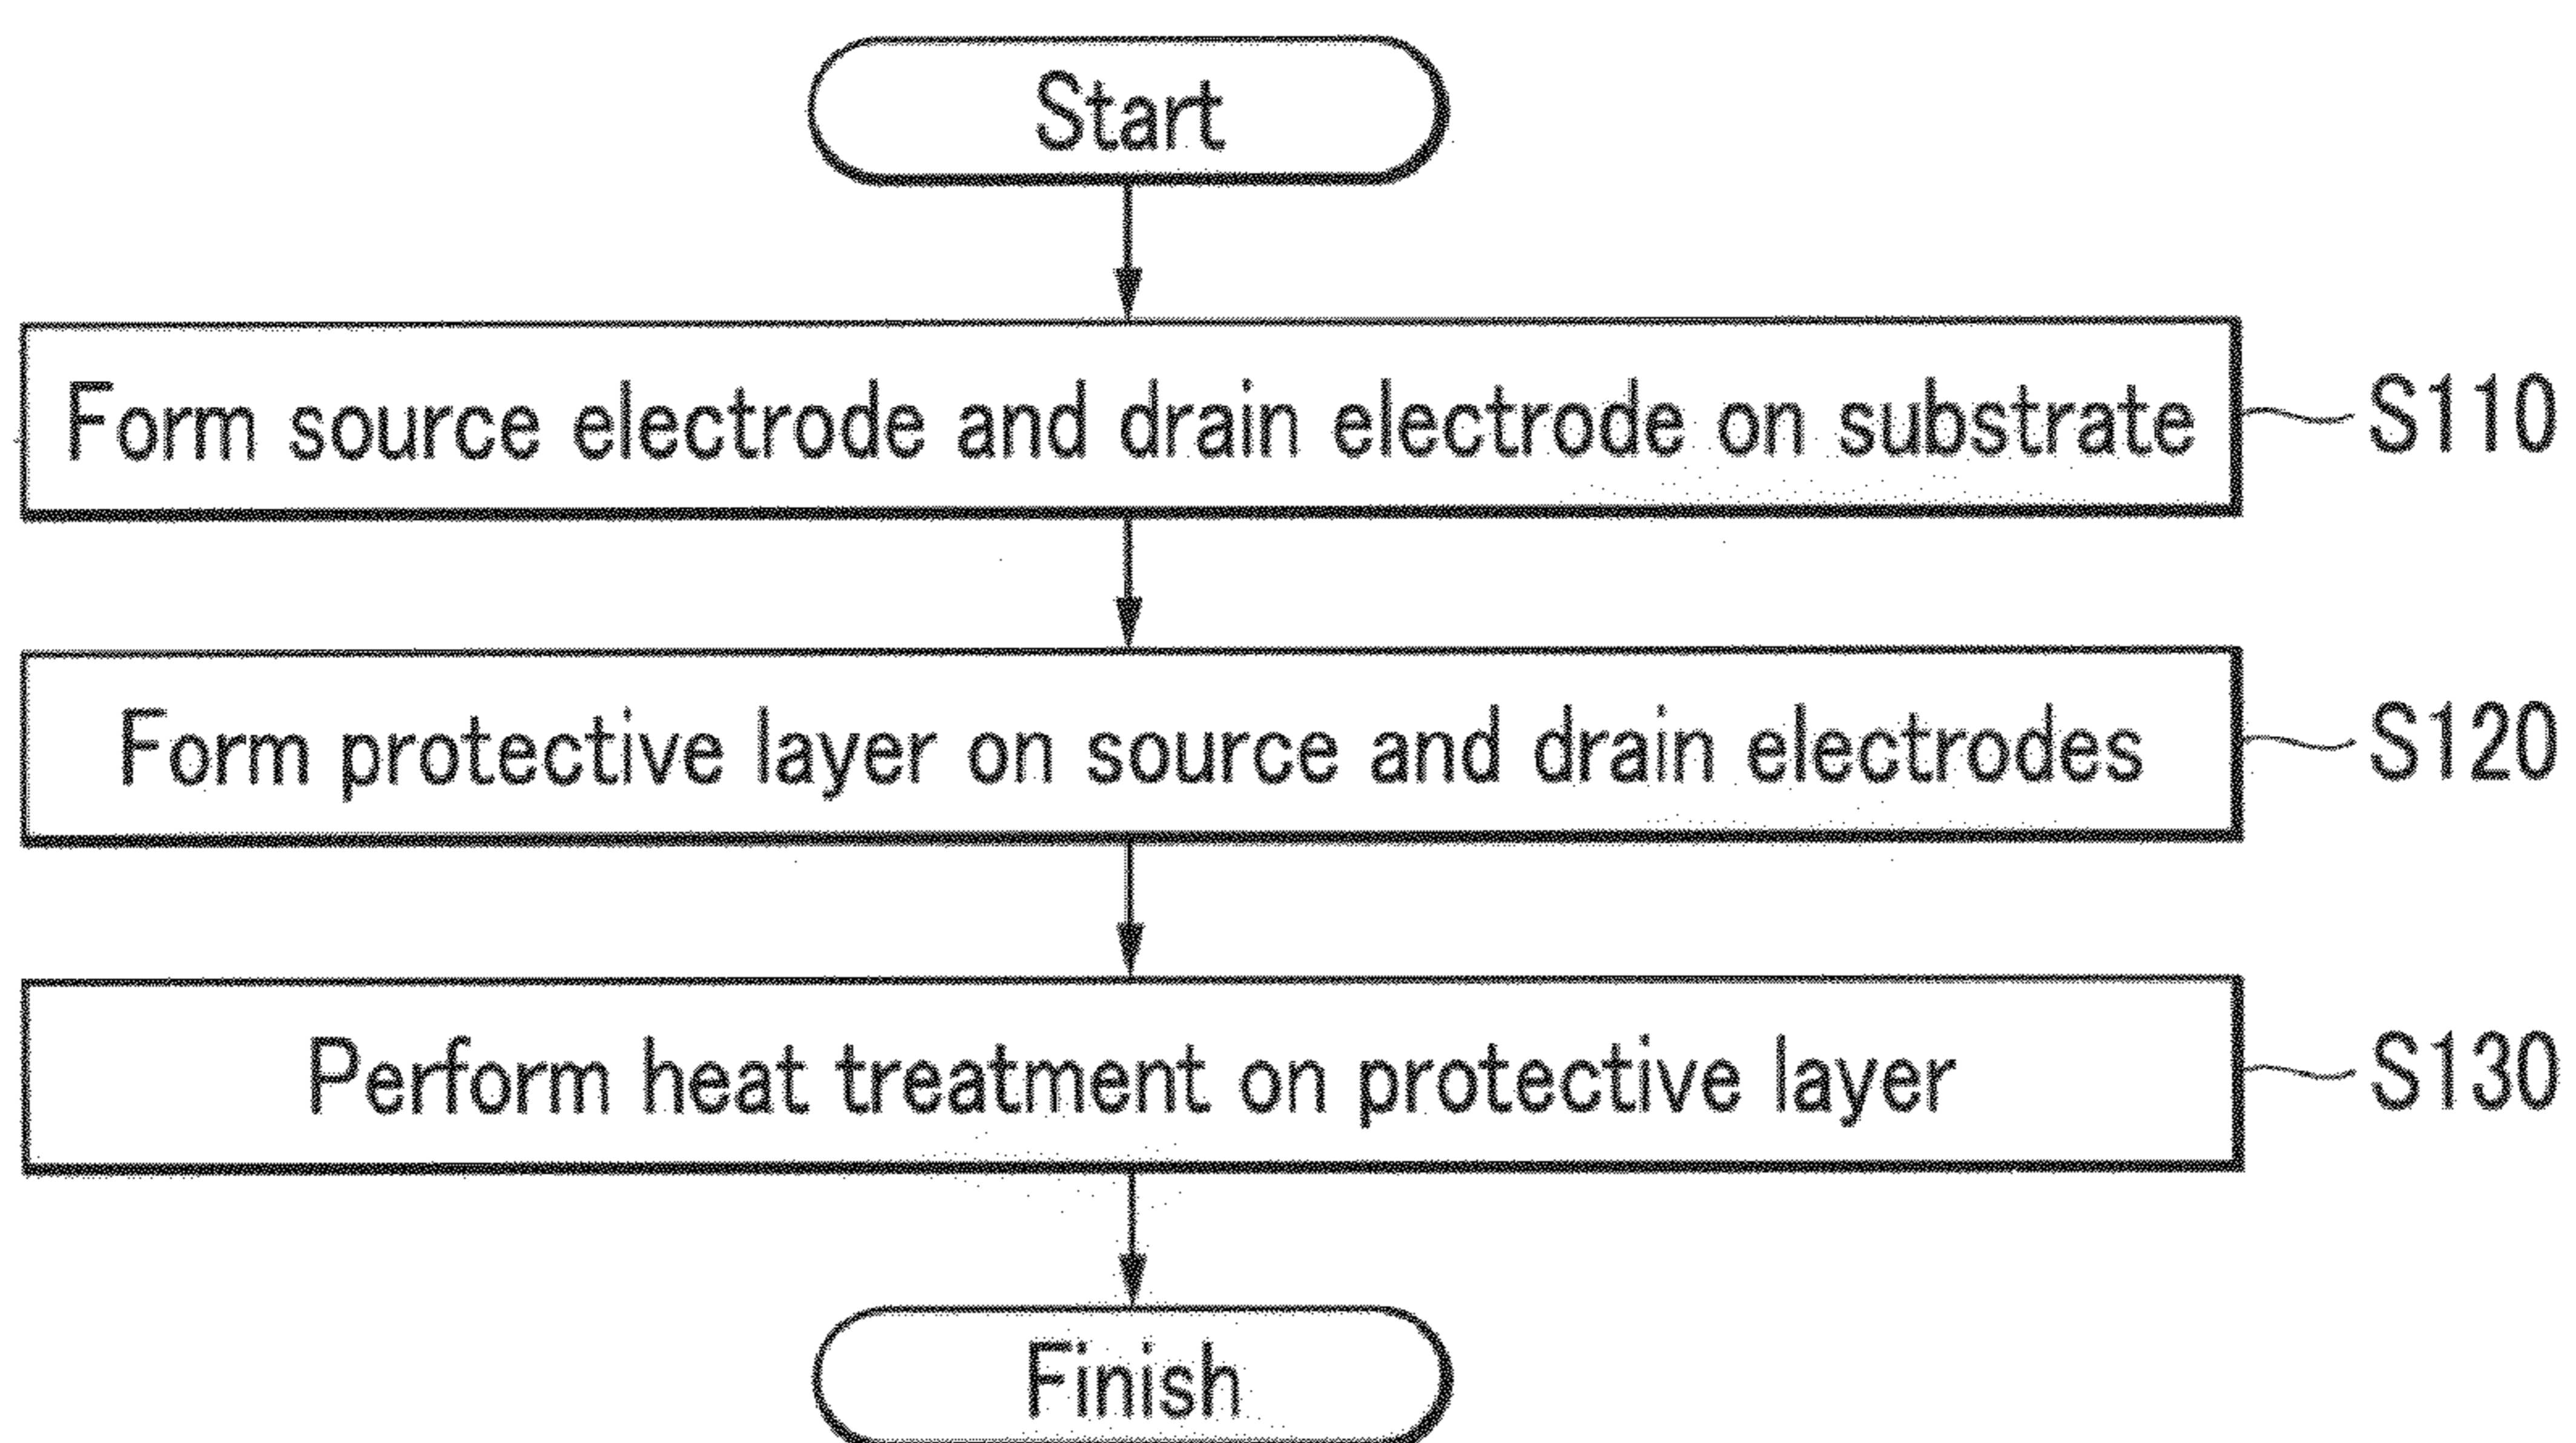 Start
Form source electrode and drain electrode on substrate S110
Form protective layer on source and drain electrodes S120
Perform heat treatment on protective layer S130
Finish